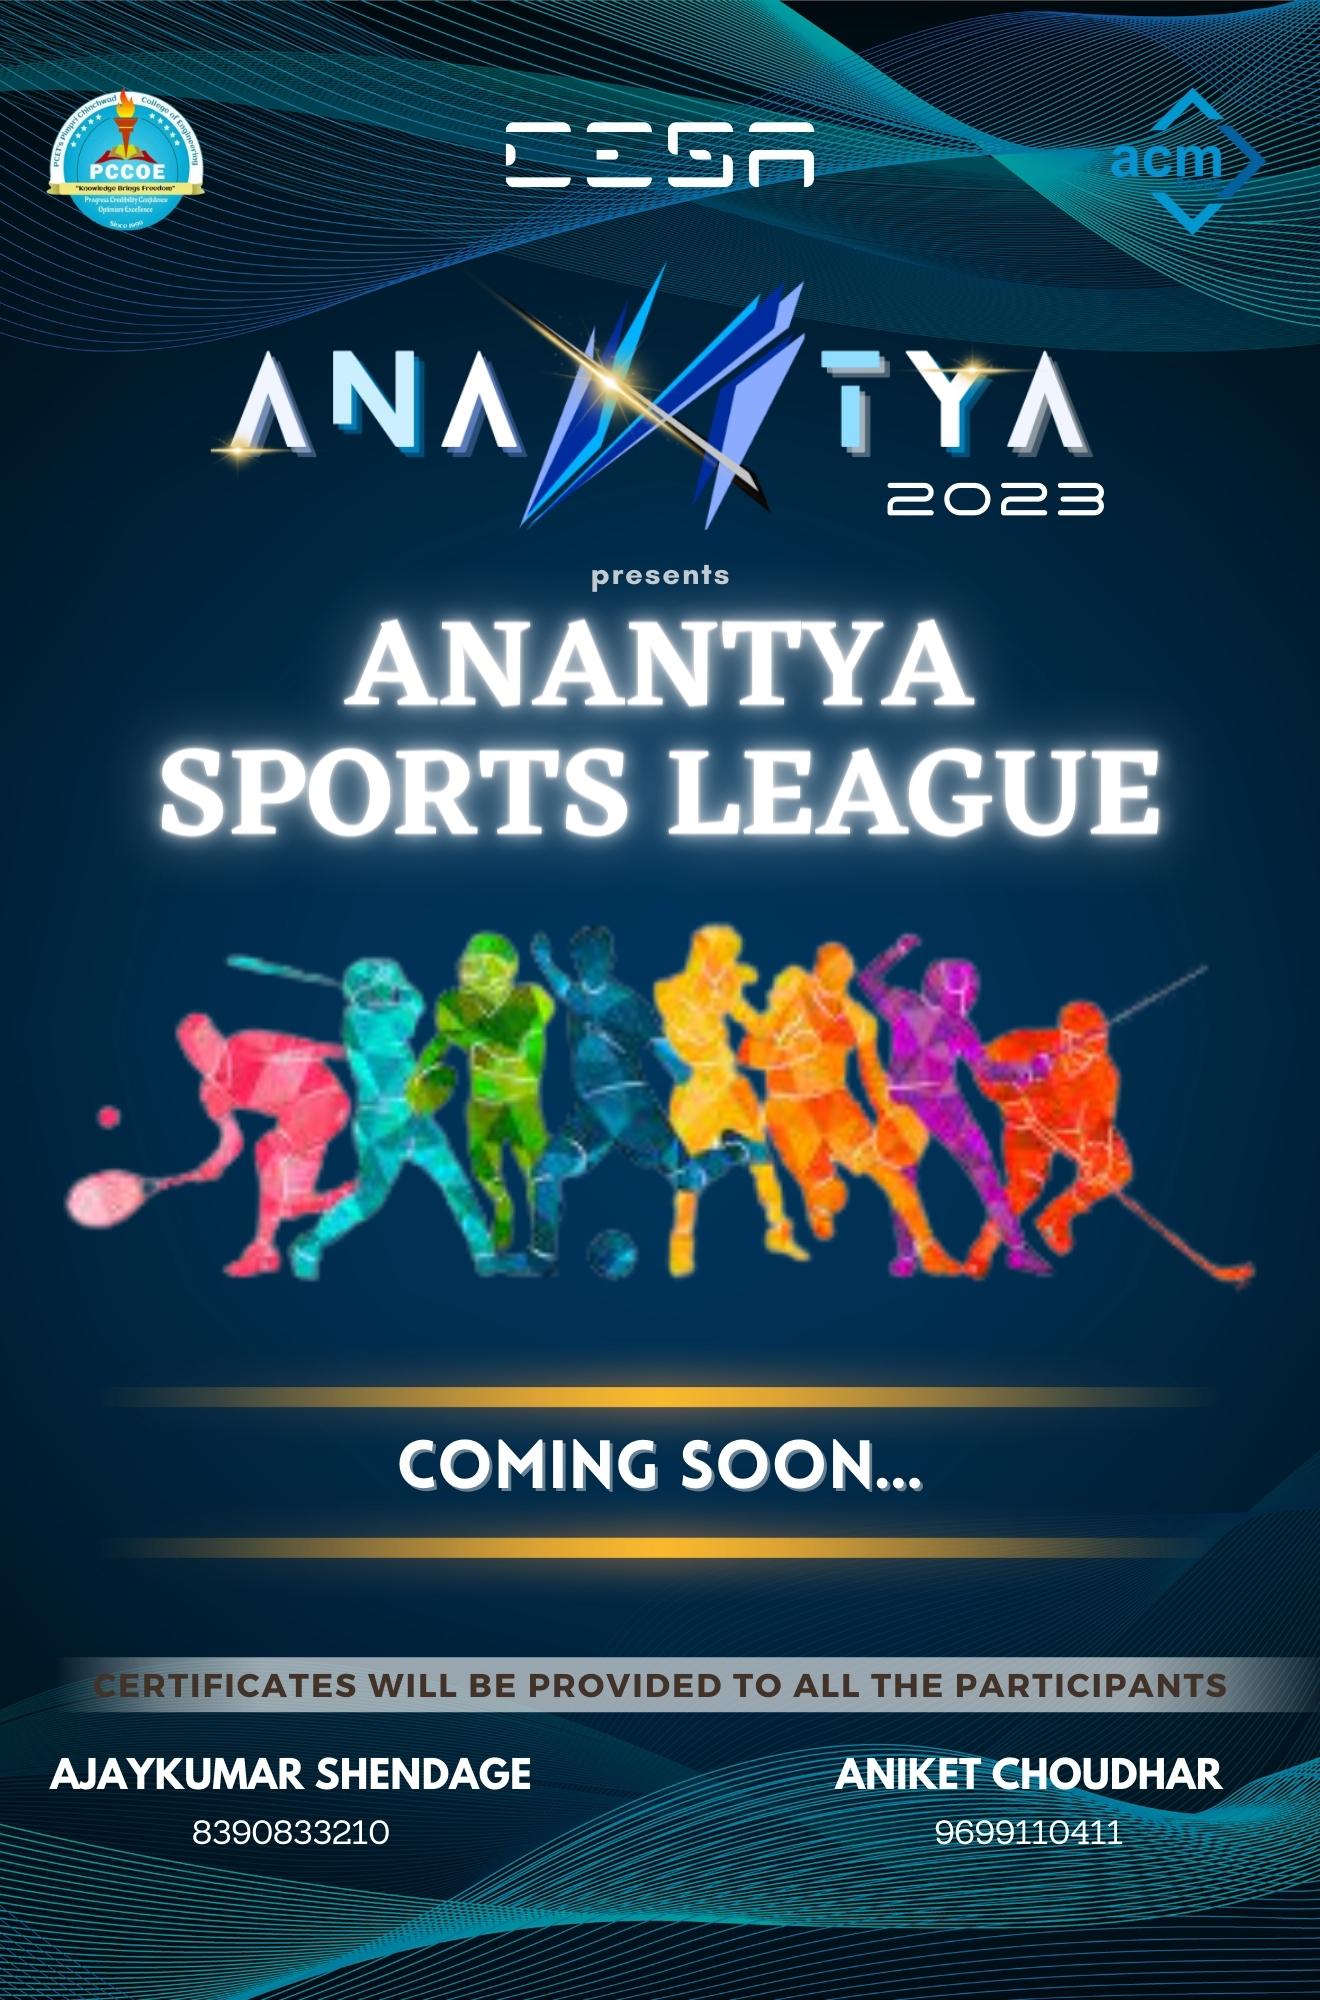 PCET's Pimpri Chinchwad College of Engineering
PCCOE
"Knowledge Brings Freedom"
Progress Credibility Confidence
Optimism Excellence
Since 1999
CESA
acm
ANANTYA
2023
presents
ANANTYA
SPORTS LEAGUE
COMING SOON...
CERTIFICATES WILL BE PROVIDED TO ALL THE PARTICIPANTS
AJAYKUMAR SHENDAGE
8390833210
ANIKET CHOUDHAR
9699110411